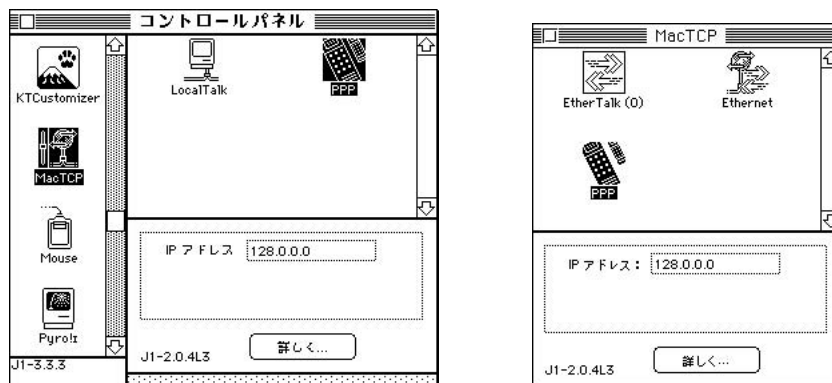 コントロールパネル
KTCustomizer
MacTCP
Mouse
Pyro!ɪ
J1-3.3.3
LocalTalk
PPP
IP アドレス 128.0.0.0
J1-2.0.4L3
詳しく...
MacTCP
EtherTalk (0)
Ethernet
PPP
IP アドレス： 128.0.0.0
J1-2.0.4L3
詳しく...